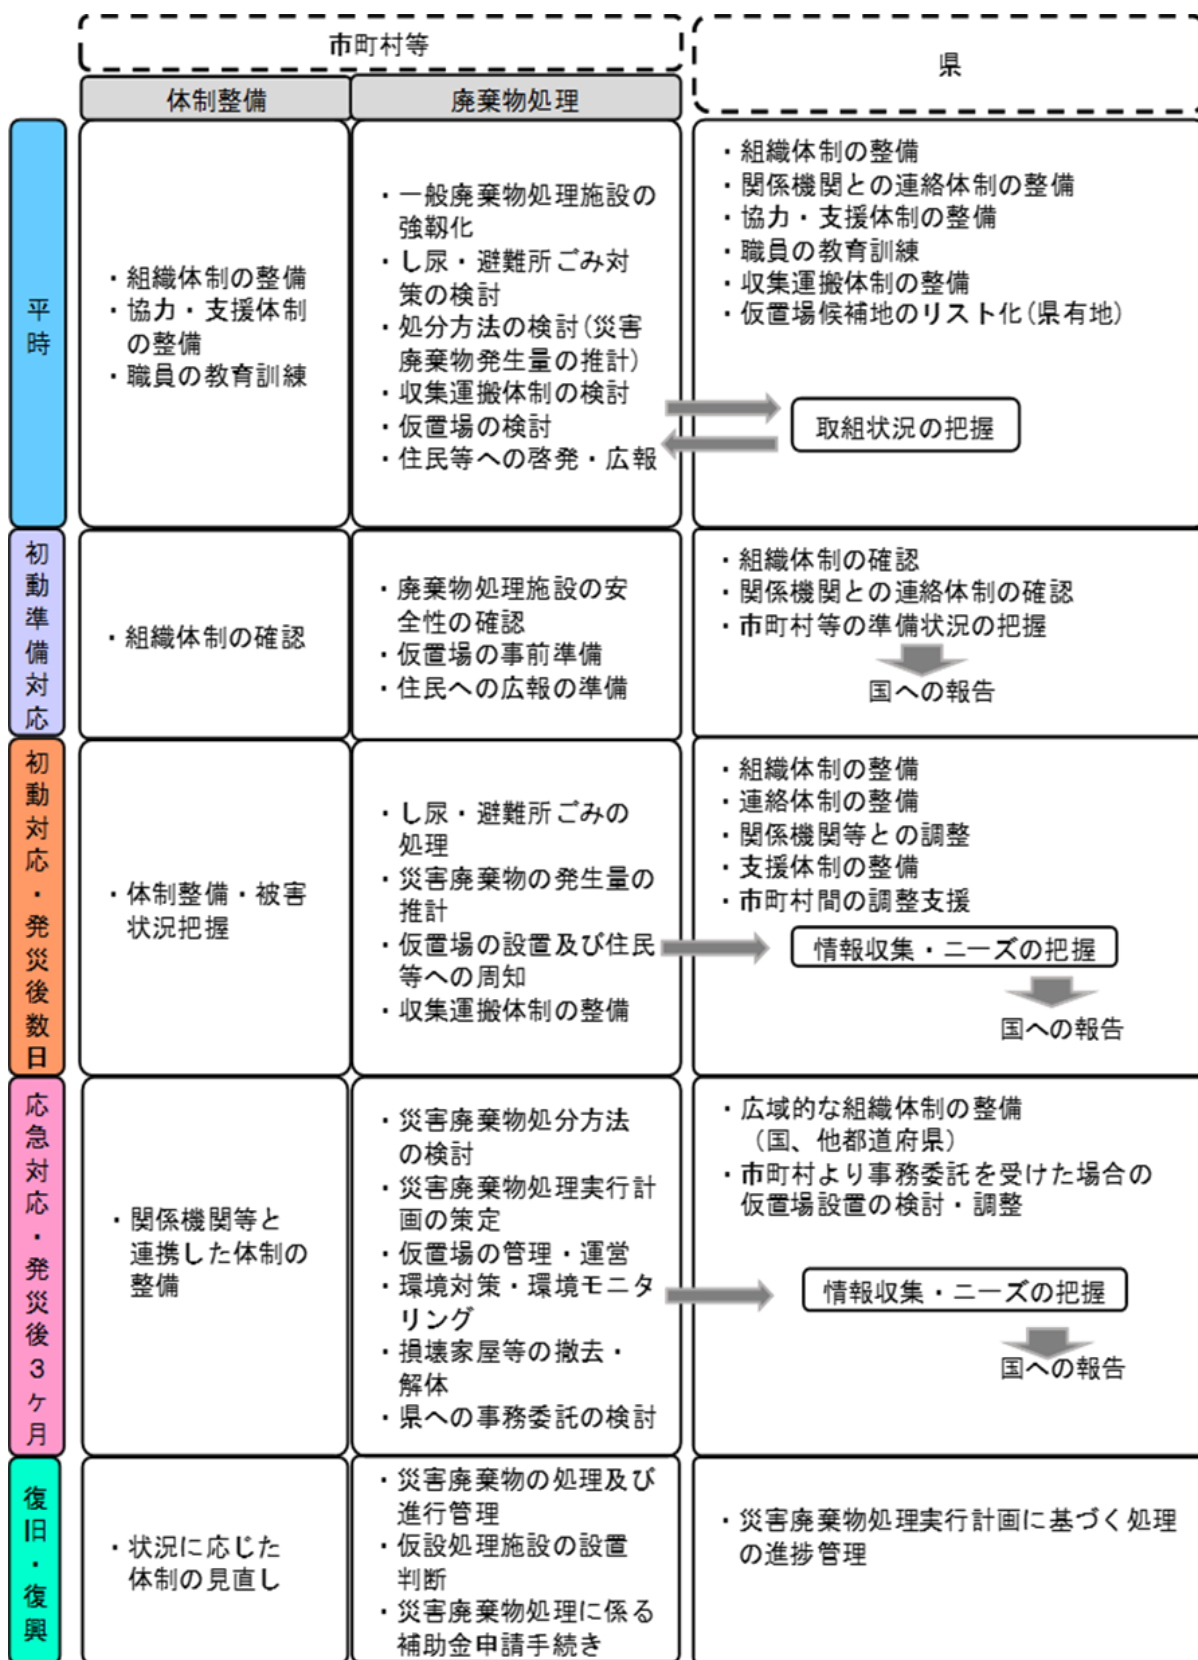 市町村等
県
体制整備
廃棄物処理
平時
・組織体制の整備
・協力・支援体制
の整備
・職員の教育訓練
・一般廃棄物処理施設の
強靱化
・し尿・避難所ごみ対
策の検討
・処分方法の検討(災害
廃棄物発生量の推計)
・収集運搬体制の検討
・仮置場の検討
・住民等への啓発・広報
・組織体制の整備
・関係機関との連絡体制の整備
・協力・支援体制の整備
・職員の教育訓練
・収集運搬体制の整備
・仮置場候補地のリスト化(県有地)
取組状況の把握
初動準備対応
・組織体制の確認
・廃棄物処理施設の安
全性の確認
・仮置場の事前準備
・住民への広報の準備
・組織体制の確認
・関係機関との連絡体制の確認
・市町村等の準備状況の把握
国への報告
初動対応・発災後数日
・体制整備・被害
状況把握
・し尿・避難所ごみの
処理
・災害廃棄物の発生量の
推計
・仮置場の設置及び住民
等への周知
・収集運搬体制の整備
・組織体制の整備
・連絡体制の整備
・関係機関等との調整
・支援体制の整備
・市町村間の調整支援
情報収集・ニーズの把握
国への報告
応急対応・発災後3ヶ月
・関係機関等と
連携した体制の
整備
・災害廃棄物処分方法
の検討
・災害廃棄物処理実行計
画の策定
・仮置場の管理・運営
・環境対策・環境モニタ
リング
・損壊家屋等の撤去・
解体
・県への事務委託の検討
・広域的な組織体制の整備
(国、他都道府県)
・市町村より事務委託を受けた場合の
仮置場設置の検討・調整
情報収集・ニーズの把握
国への報告
復旧・復興
・状況に応じた
体制の見直し
・災害廃棄物の処理及び
進行管理
・仮設処理施設の設置
判断
・災害廃棄物処理に係る
補助金申請手続き
・災害廃棄物処理実行計画に基づく処理
の進捗管理